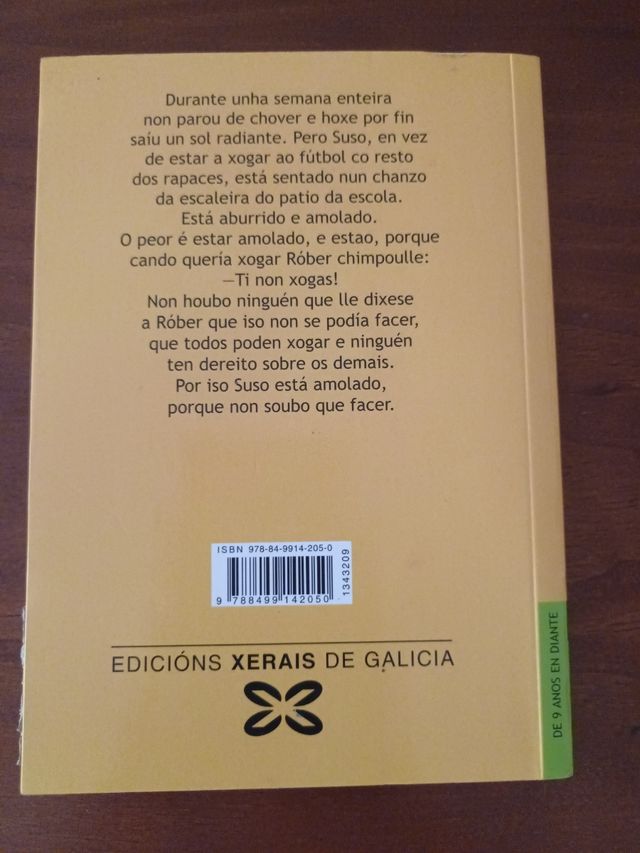 Durante unha semana enteira
non parou de chover e hoxe por fin
saíu un sol radiante. Pero Suso, en vez
de estar a xogar ao fútbol co resto
dos rapaces, está sentado nun chanzo
da escaleira do patio da escola.
Está aburrido e amolado.
O peor é estar amolado, e estao, porque
cando quería xogar Róber chimpoulle:
—Ti non xogas!
Non houbo ninguén que lle dixese
a Róber que iso non se podía facer,
que todos poden xogar e ninguén
ten dereito sobre os demais.
Por iso Suso está amolado,
porque non soubo que facer.
ISBN 978-84-9914-205-0
9 788499 142050
1343209
EDICIÓNS XERAIS DE GALICIA
DE 9 ANOS EN DIANTE